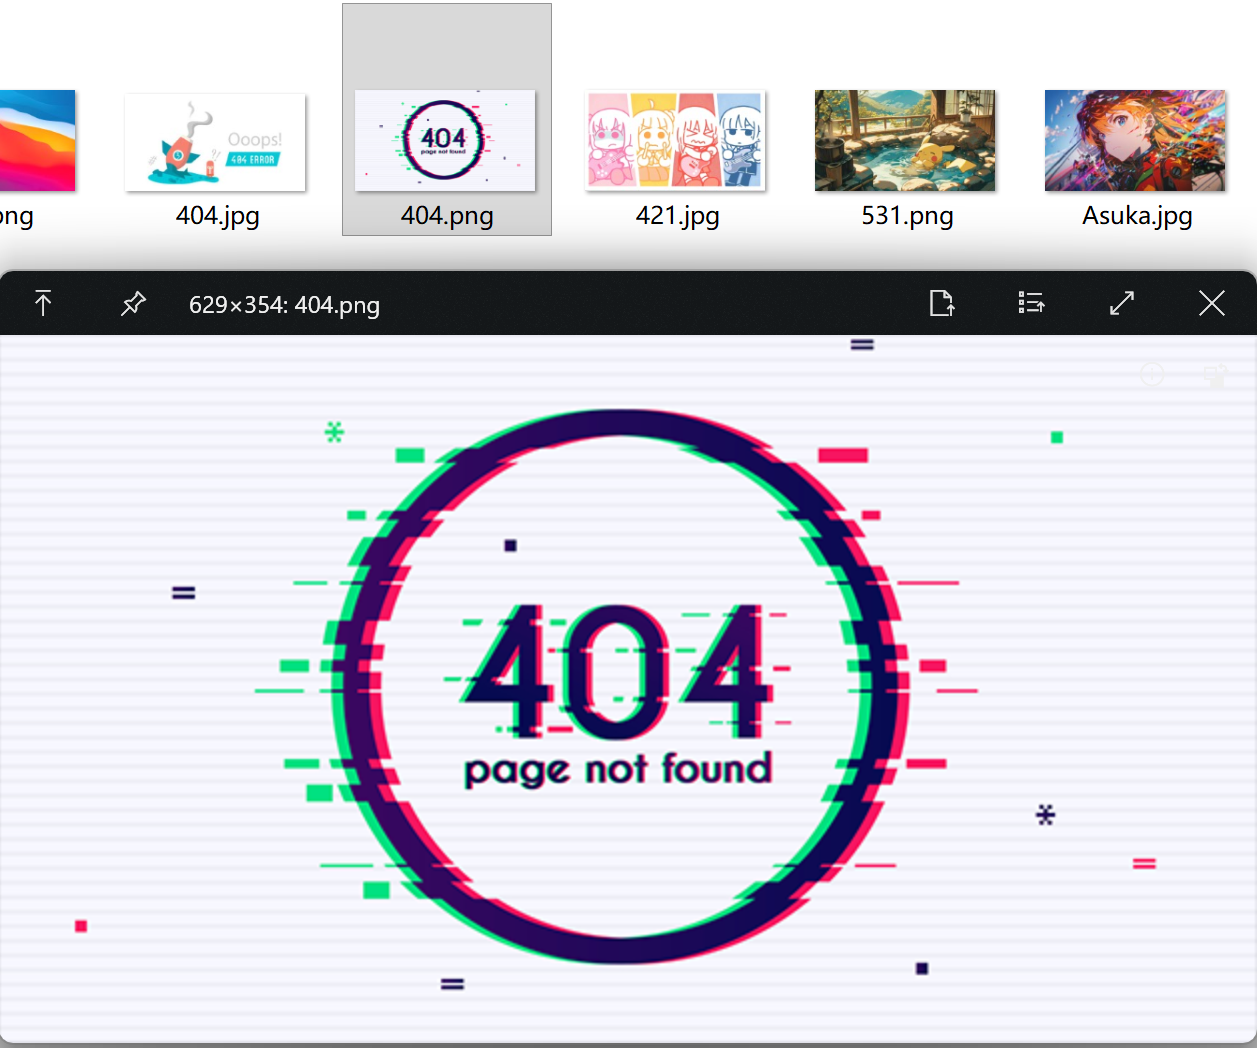 png
404.jpg
404.png
421.jpg
531.png
Asuka.jpg
Ooops!
404 ERROR
404
page not found
629×354: 404.png
404
page not found